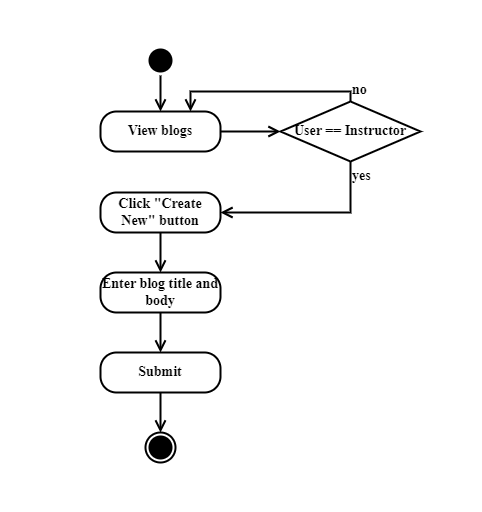 no
View blogs
User == Instructor
yes
Click "Create
New" button
Enter blog title and
body
Submit